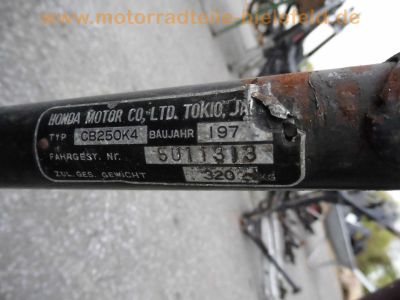 www.motorradteile-bielefeld.de
HONDA MOTOR CO., LTD. TOKIO, JA
TYP CB250K4 BAUJAHR 197
FAHRGEST. NR. 5011313
ZUL. GES. GEWICHT 320 KG